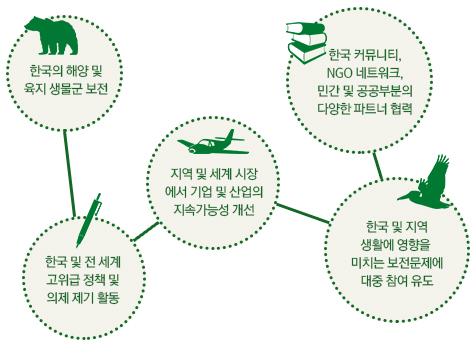 한국의 해양 및
육지 생물군 보전
한국 커뮤니티,
NGO 네트워크,
민간 및 공공부분의
다양한 파트너 협력
지역 및 세계 시장
에서 기업 및 산업의
지속가능성 개선
한국 및 전 세계
고위급 정책 및
의제 제기 활동
한국 및 지역
생활에 영향을
미치는 보전문제에
대중 참여 유도